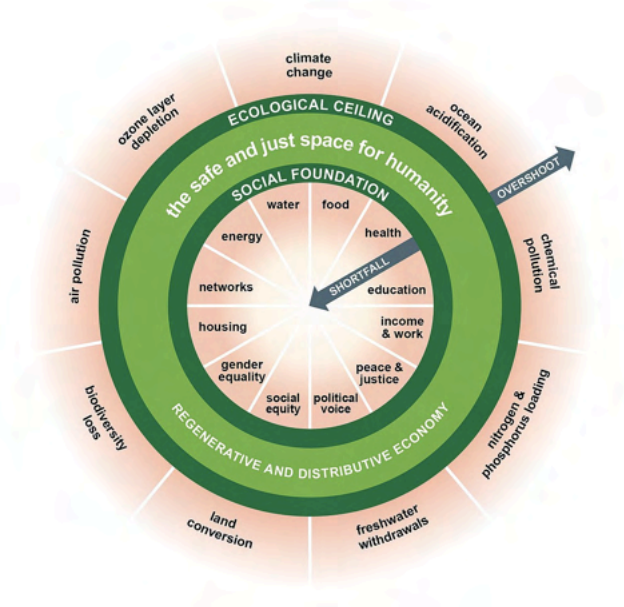 climate
change
ozone layer
depletion
ocean
acidification
ECOLOGICAL CEILING
the safe and just space for humanity
OVERSHOOT
SOCIAL FOUNDATION
water
food
energy
health
air pollution
chemical
pollution
SHORTFALL
networks
education
housing
income
& work
gender
equality
peace &
justice
social
equity
political
voice
biodiversity
loss
nitrogen &
phosphorus loading
REGENERATIVE AND DISTRIBUTIVE ECONOMY
land
conversion
freshwater
withdrawals